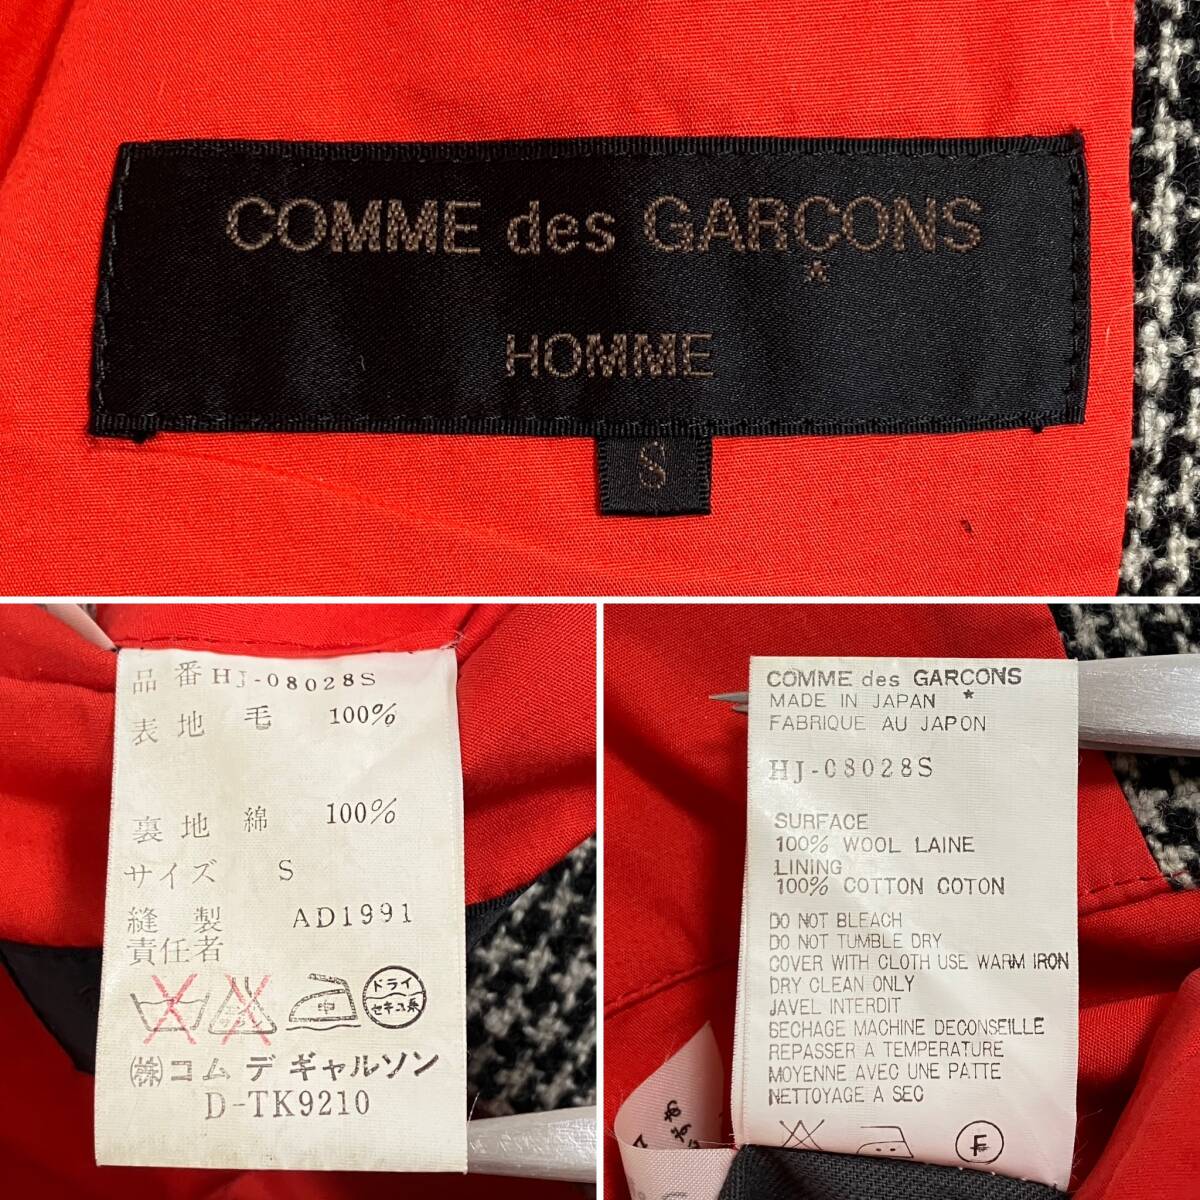 COMME des GARÇONS
*
HOMME
S
品番 HJ-08028S
表地 毛 100%
裏地 綿 100%
サイズ S
縫製 AD1991
責任者
中
ドライ
セキユ系
(株)コムデギャルソン
D-TK9210
COMME des GARÇONS
MADE IN JAPAN *
FABRIQUE AU JAPON
HJ-08028S
SURFACE
100% WOOL LAINE
LINING
100% COTTON COTON
DO NOT BLEACH
DO NOT TUMBLE DRY
COVER WITH CLOTH USE WARM IRON
DRY CLEAN ONLY
JAVEL INTERDIT
SECHAGE MACHINE DECONSEILLE
REPASSER A TEMPERATURE
MOYENNE AVEC UNE PATTE
NETTOYAGE A SEC
F